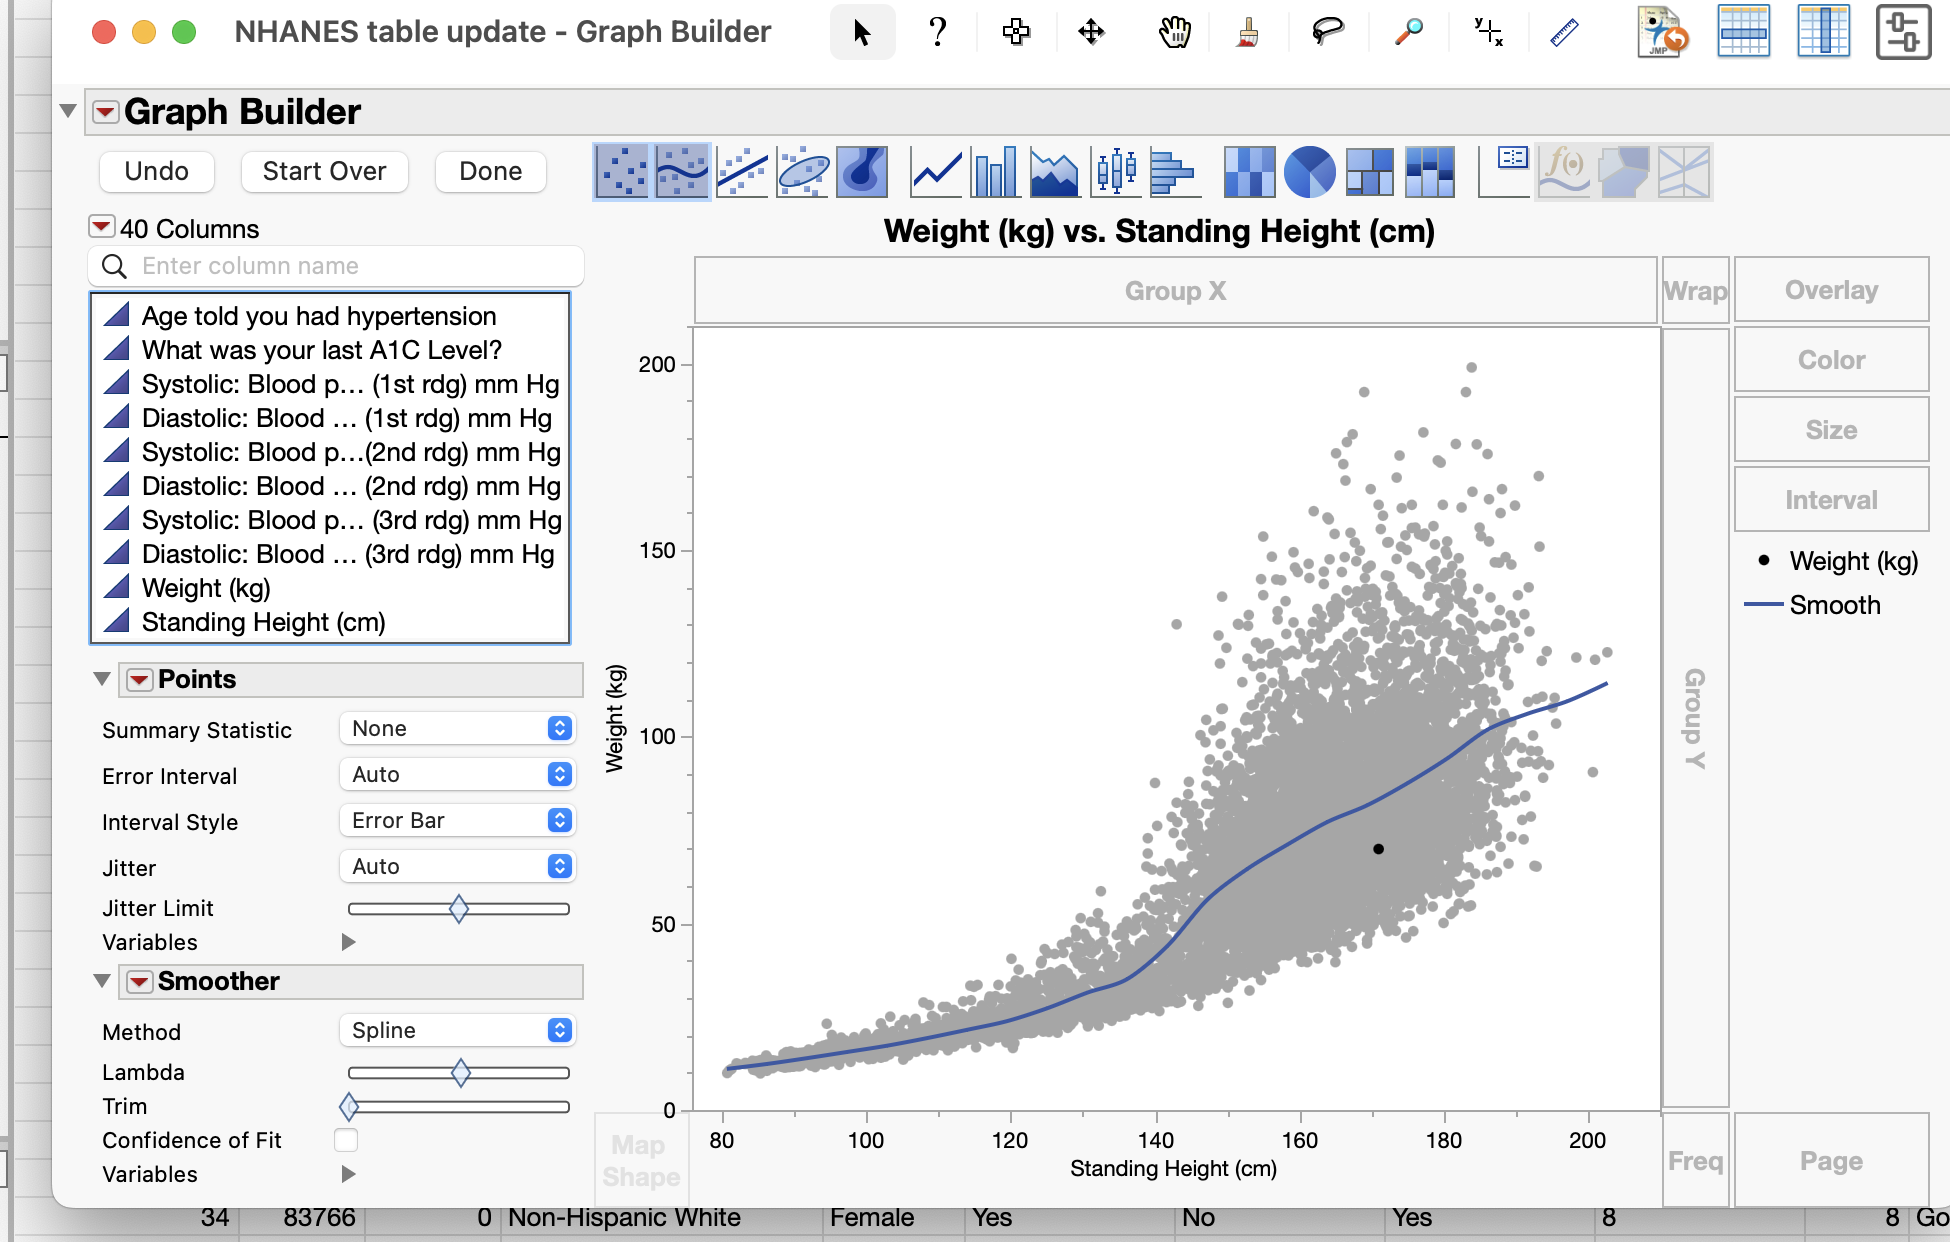 NHANES table update - Graph Builder
?
y
x
JMP
Graph Builder
Undo
Start Over
Done
f(•)
40 Columns
Enter column name
Age told you had hypertension
What was your last A1C Level?
Systolic: Blood p… (1st rdg) mm Hg
Diastolic: Blood … (1st rdg) mm Hg
Systolic: Blood p…(2nd rdg) mm Hg
Diastolic: Blood … (2nd rdg) mm Hg
Systolic: Blood p… (3rd rdg) mm Hg
Diastolic: Blood … (3rd rdg) mm Hg
Weight (kg)
Standing Height (cm)
Points
Summary Statistic None
Error Interval Auto
Interval Style Error Bar
Jitter Auto
Jitter Limit
Variables
Smoother
Method Spline
Lambda
Trim
Confidence of Fit
Variables
Weight (kg) vs. Standing Height (cm)
Group X
Wrap
Overlay
Color
Size
Interval
Weight (kg)
Smooth
Group Y
200
150
100
50
0
Weight (kg)
80 100 120 140 160 180 200
Standing Height (cm)
Map
Shape
Freq
Page
34 83766 0 Non-Hispanic White Female Yes No Yes 8 8 Go